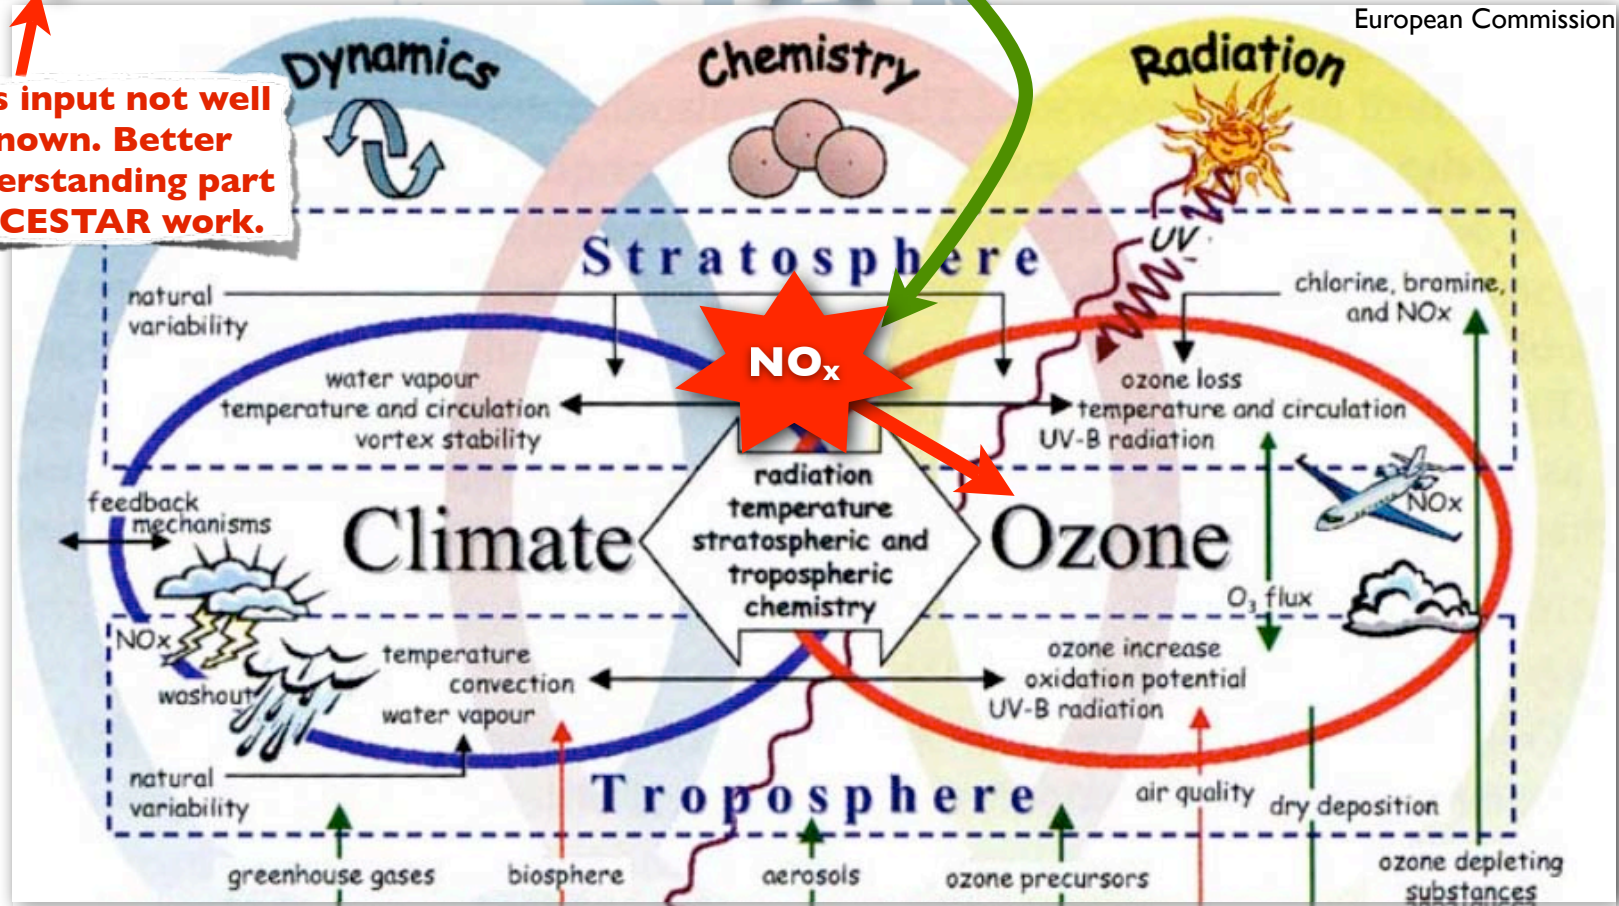 European Commission
Dynamics
Chemistry
Radiation
input not well
Better
part
CESTAR work.
Stratosphere
UV
natural
variability
chlorine, bromine,
and NOx
NOx
water vapour
temperature and circulation
vortex stability
ozone loss
temperature and circulation
UV-B radiation
feedback
mechanisms
Climate
radiation
temperature
stratospheric and
tropospheric
chemistry
Ozone
NOx
O3 flux
NOx
washout
temperature
convection
water vapour
ozone increase
oxidation potential
UV-B radiation
natural
variability
Troposphere
air quality
dry deposition
greenhouse gases
biosphere
aerosols
ozone precursors
ozone depleting
substances